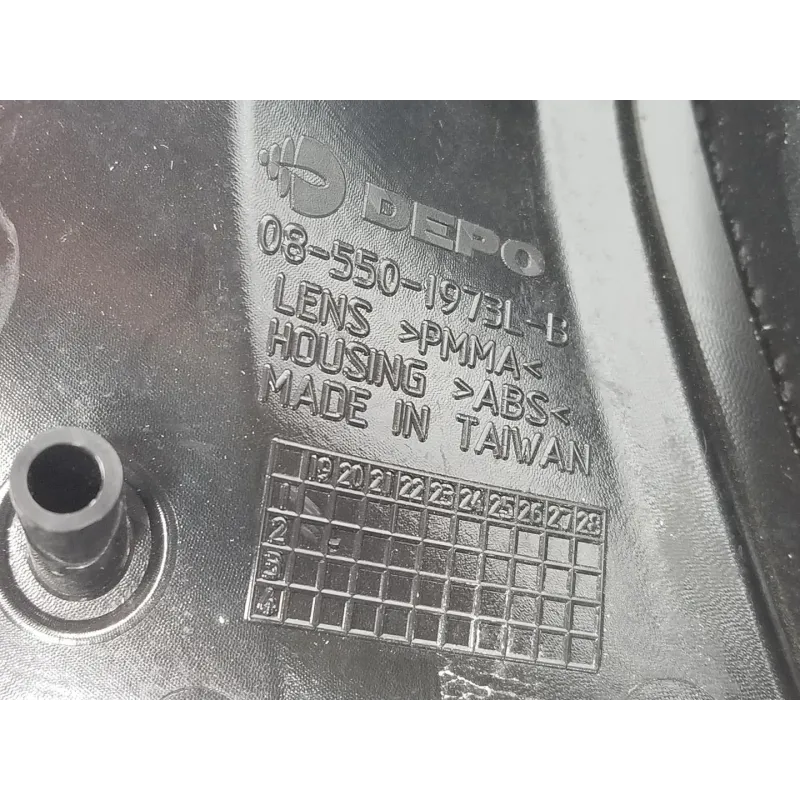 DEPO
08-550-1973L-B
LENS >PMMA<
HOUSING >ABS<
MADE IN TAIWAN
19 20 21 22 23 24 25 26 27 28
1
2
3
4